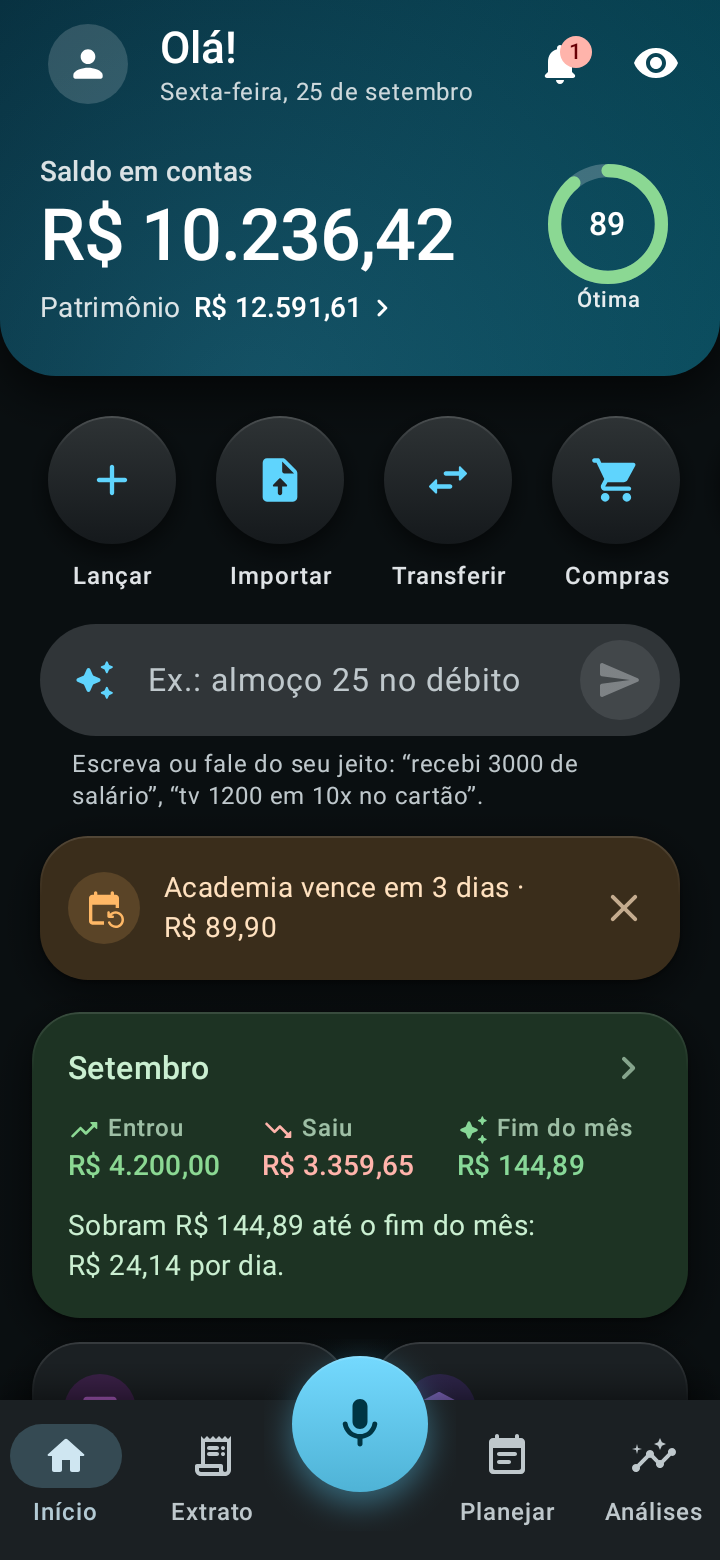 Olá!
1
Sexta-feira, 25 de setembro
Saldo em contas
R$ 10.236,42
89
Ótima
Patrimônio R$ 12.591,61
Lançar
Importar
Transferir
Compras
Ex.: almoço 25 no débito
Escreva ou fale do seu jeito: “recebi 3000 de
salário”, “tv 1200 em 10x no cartão”.
Academia vence em 3 dias ·
R$ 89,90
Setembro
Entrou
R$ 4.200,00
Saiu
R$ 3.359,65
Fim do mês
R$ 144,89
Sobram R$ 144,89 até o fim do mês:
R$ 24,14 por dia.
Início
Extrato
Planejar
Análises